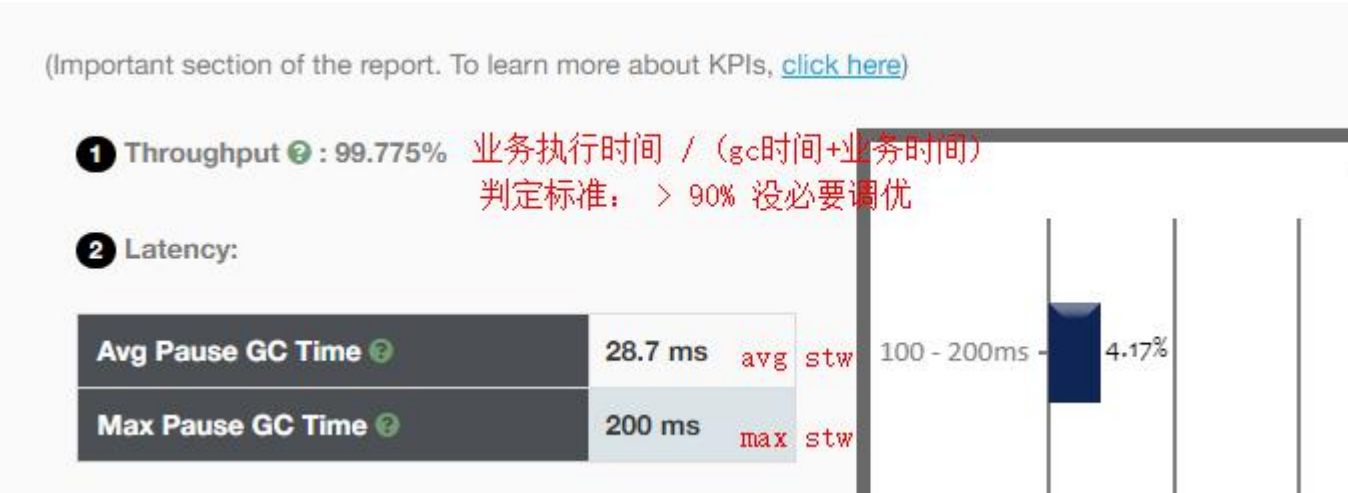 (Important section of the report. To learn more about KPIs, click here)
1 Throughput ? : 99.775% 业务执行时间 / （gc时间+业务时间）
判定标准： > 90% 没必要调优
2 Latency:
Avg Pause GC Time ? 28.7 ms avg stw
100 - 200ms 4.17%
Max Pause GC Time ? 200 ms max stw